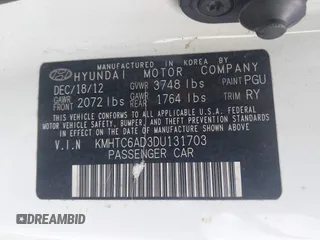 MANUFACTURED IN KOREA BY
HYUNDAI MOTOR COMPANY
DEC/18/12 GVWR 3748 lbs PAINT PGU
GAWR FRONT 2072 lbs GAWR REAR 1764 lbs TRIM RY
THIS VEHICLE CONFORMS TO ALL APPLICABLE U.S.A. FEDERAL
MOTOR VEHICLE SAFETY, BUMPER, AND THEFT PREVENTION
STANDARDS IN EFFECT ON THE DATE OF MANUFACTURE SHOWN ABOVE.
V.I.N KMHTC6AD3DU131703
PASSENGER CAR
DREAMBID